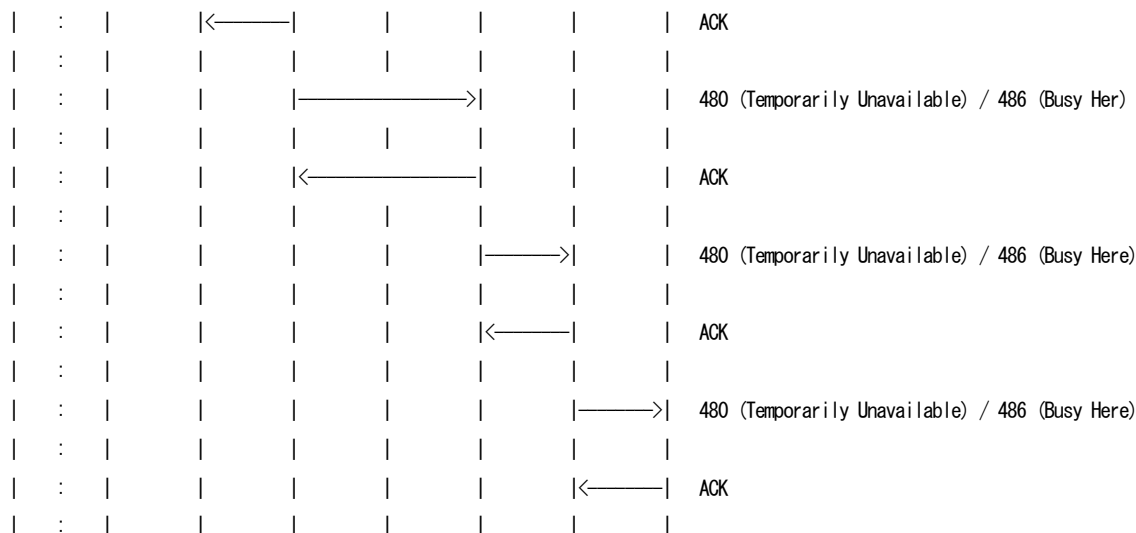 ACK
480 (Temporarily Unavailable) / 486 (Busy Her)
ACK
480 (Temporarily Unavailable) / 486 (Busy Here)
ACK
480 (Temporarily Unavailable) / 486 (Busy Here)
ACK